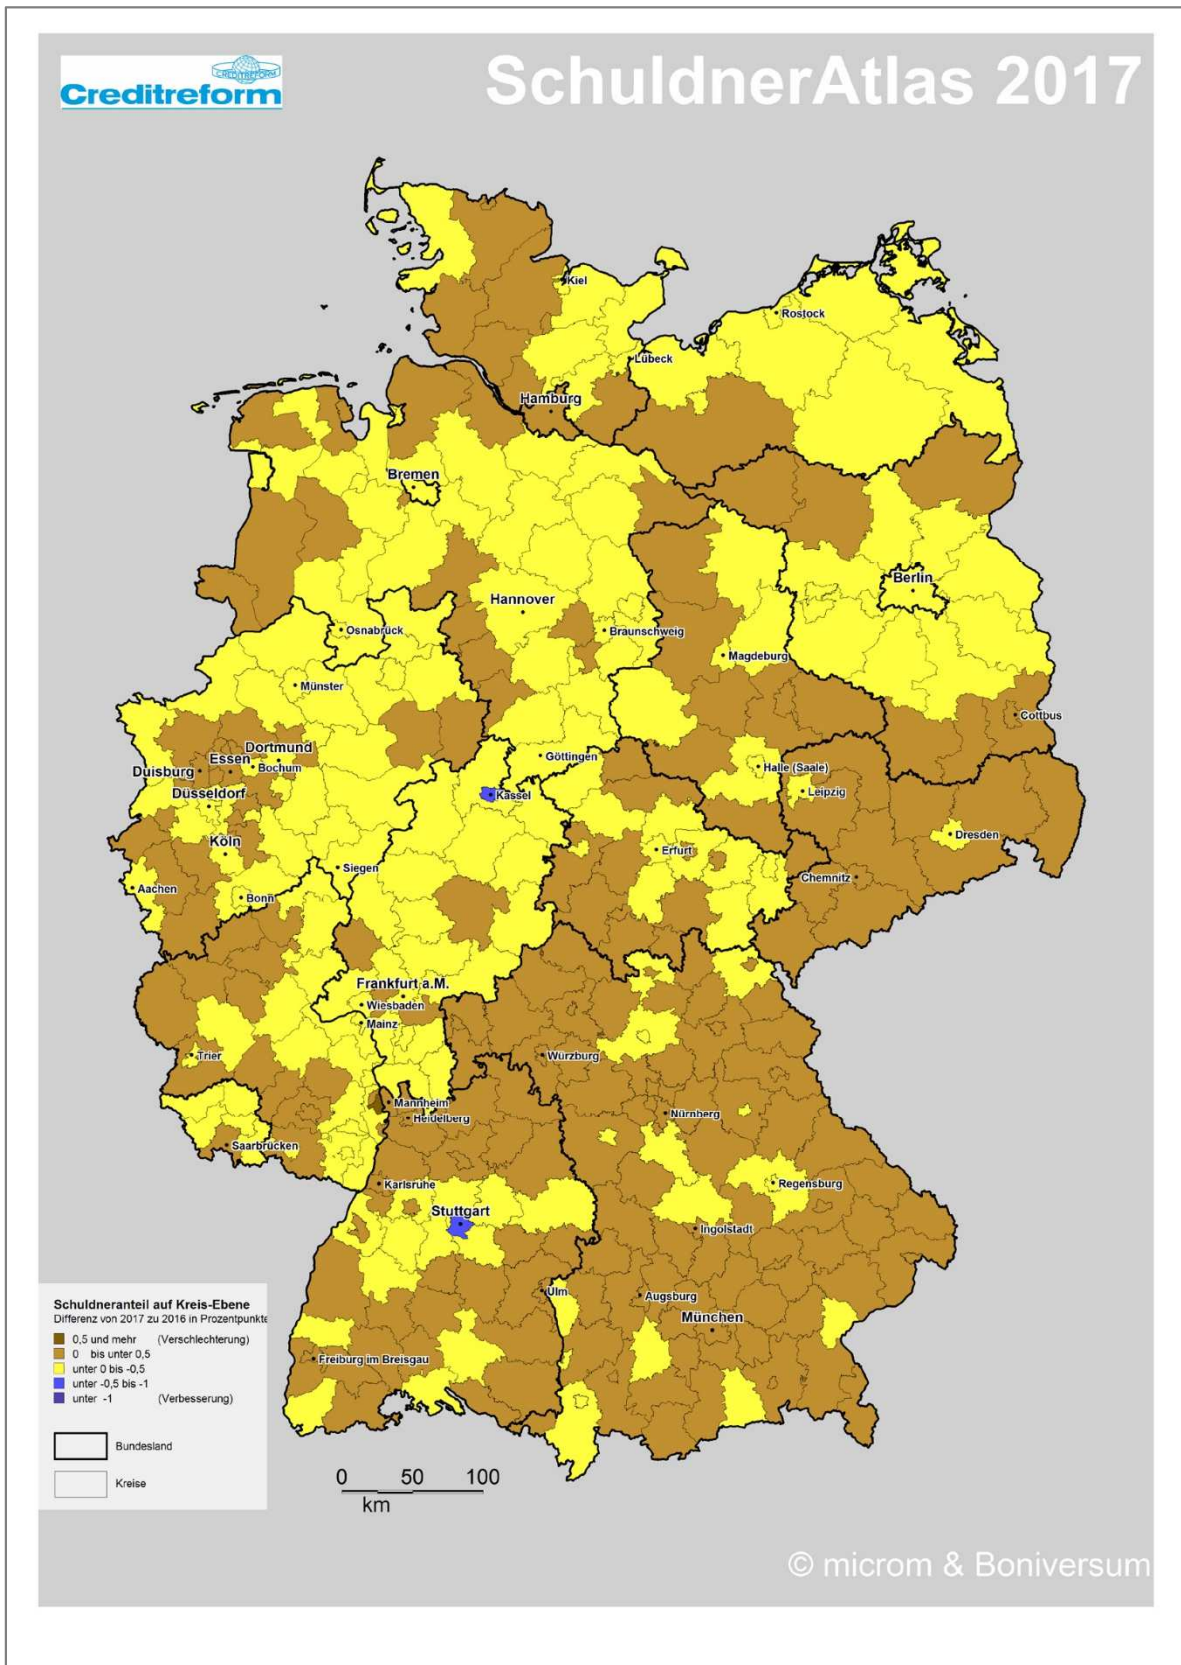 CREDITREFORM
Creditreform
SchuldnerAtlas 2017
Kiel
Rostock
Lübeck
Hamburg
Bremen
Berlin
Hannover
Osnabrück
Braunschweig
Magdeburg
Münster
Cottbus
Dortmund
Essen
Bochum
Duisburg
Göttingen
Halle (Saale)
Düsseldorf
Kassel
Leipzig
Köln
Dresden
Erfurt
Siegen
Chemnitz
Aachen
Bonn
Frankfurt a.M.
Wiesbaden
Mainz
Trier
Würzburg
Mannheim
Heidelberg
Nürnberg
Saarbrücken
Karlsruhe
Regensburg
Stuttgart
Ingolstadt
Ulm
Augsburg
München
Freiburg im Breisgau
Schuldneranteil auf Kreis-Ebene
Differenz von 2017 zu 2016 in Prozentpunkte
0,5 und mehr (Verschlechterung)
0 bis unter 0,5
unter 0 bis -0,5
unter -0,5 bis -1
unter -1 (Verbesserung)
Bundesland
Kreise
0 50 100
km
© microm & Boniversum